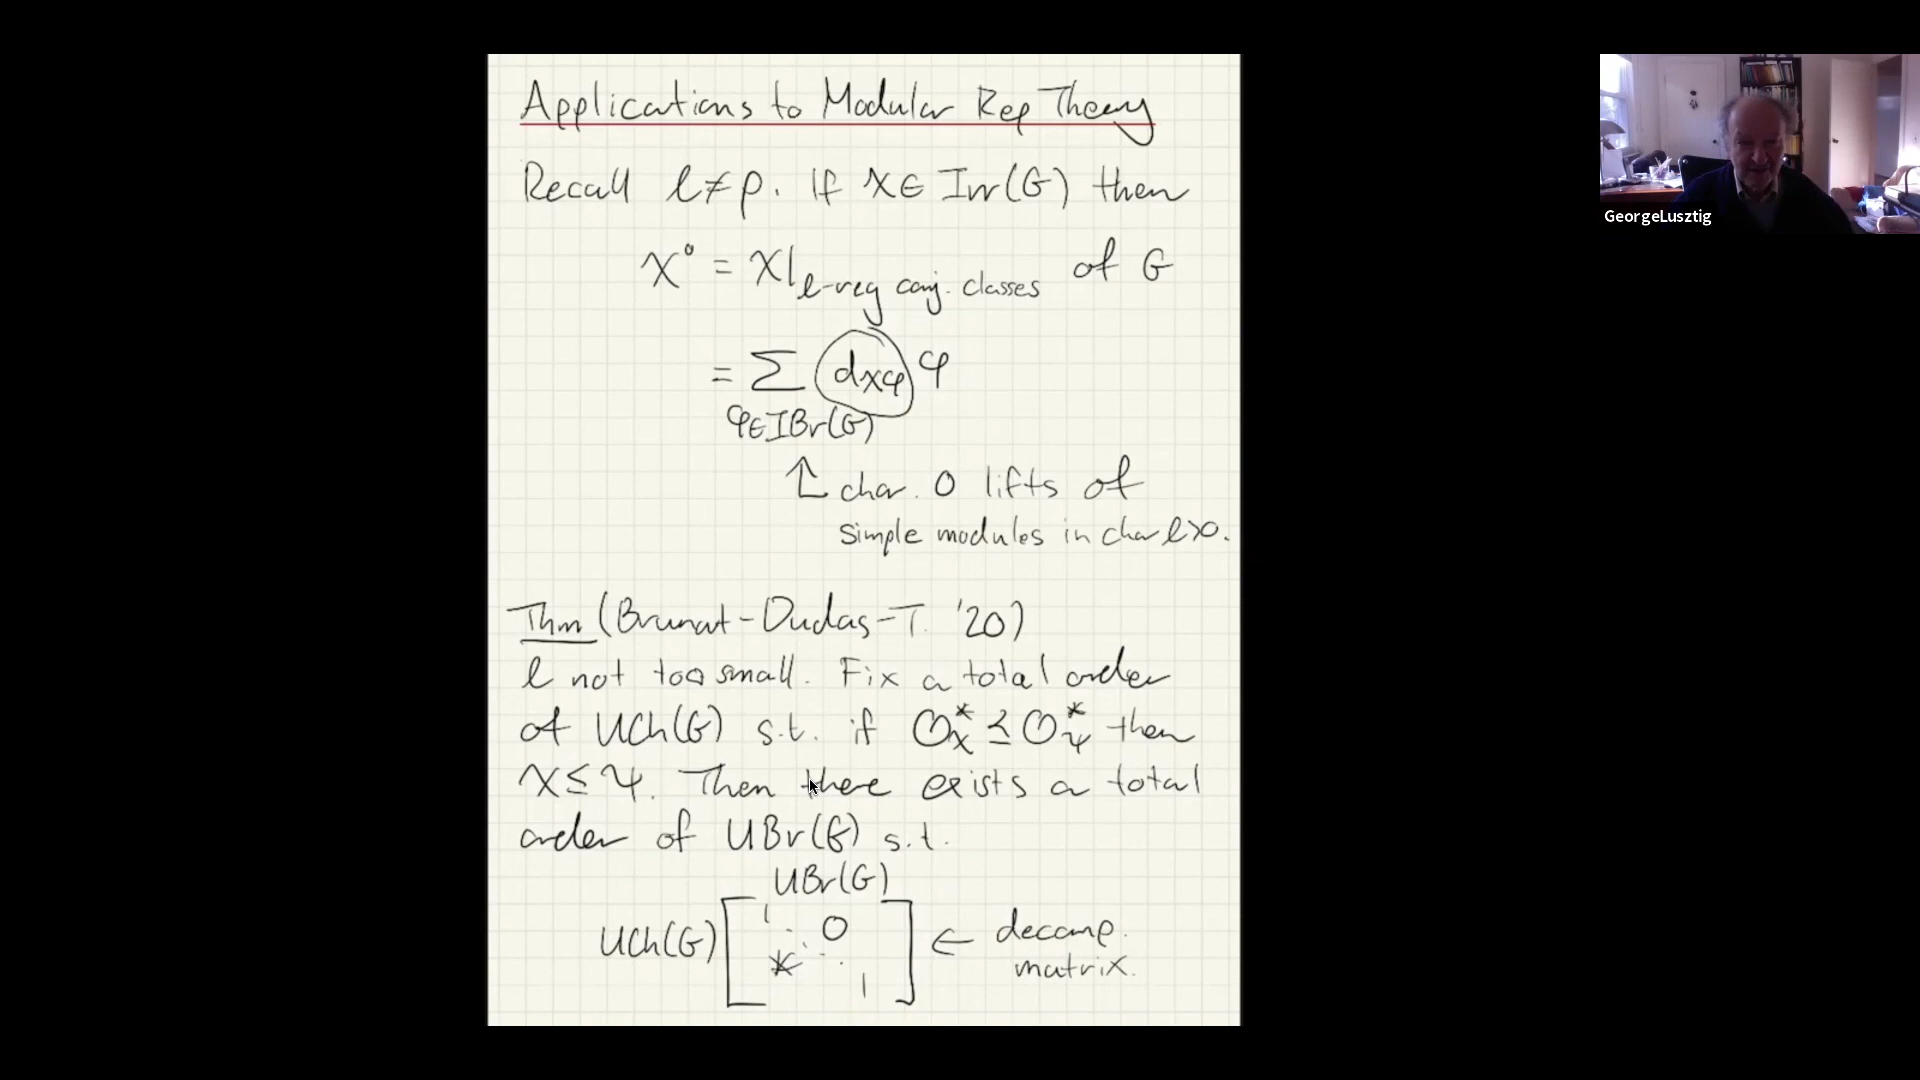 Applications to Modular Rep Theory
Recall ℓ≠p. If χ∈Irr(G) then
χ° = χ|ℓ-reg conj. classes of G
= Σ dχφ φ
φ∈IBr(G)
↑ char. 0 lifts of
simple modules in char ℓ>0.
Thm (Brunat-Dudas-T. '20)
ℓ not too small. Fix a total order
of UCh(G) s.t. if O*χ ≤ O*ψ then
χ ≤ ψ. Then there exists a total
order of UBr(G) s.t.
UBr(G)
UCh(G) [ 1 ⋱ 0 * 1 ] ← decomp.
matrix.
GeorgeLusztig